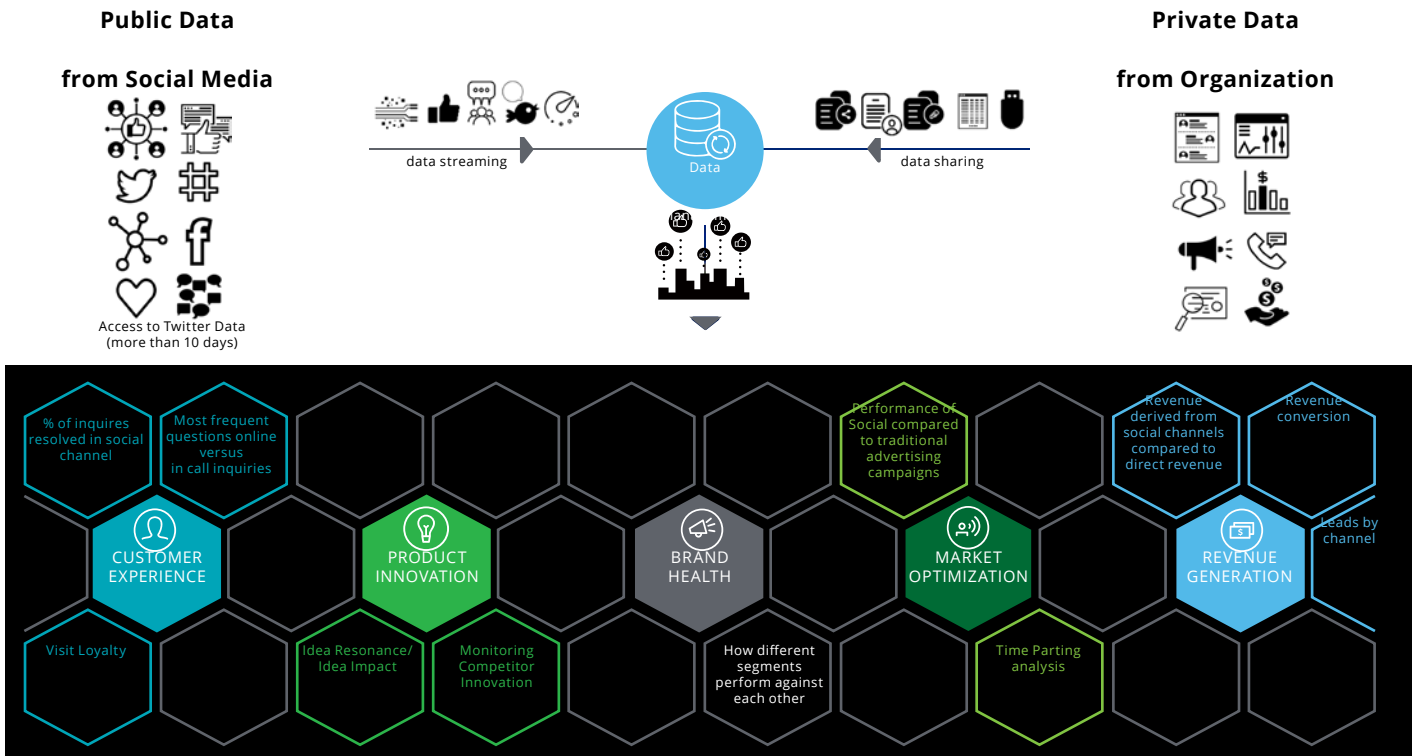 Public Data
from Social Media
Private Data
from Organization
data streaming
Data
data sharing
Access to Twitter Data
(more than 10 days)
% of inquires
resolved in social
channel
Most frequent
questions online
versus
in call inquiries
Performance of
Social compared
to traditional
advertising
campaigns
Revenue
derived from
social channels
compared to
direct revenue
Revenue
conversion
CUSTOMER
EXPERIENCE
PRODUCT
INNOVATION
BRAND
HEALTH
MARKET
OPTIMIZATION
REVENUE
GENERATION
Leads by
channel
Visit Loyalty
Idea Resonance/
Idea Impact
Monitoring
Competitor
Innovation
How different
segments
perform against
each other
Time Parting
analysis